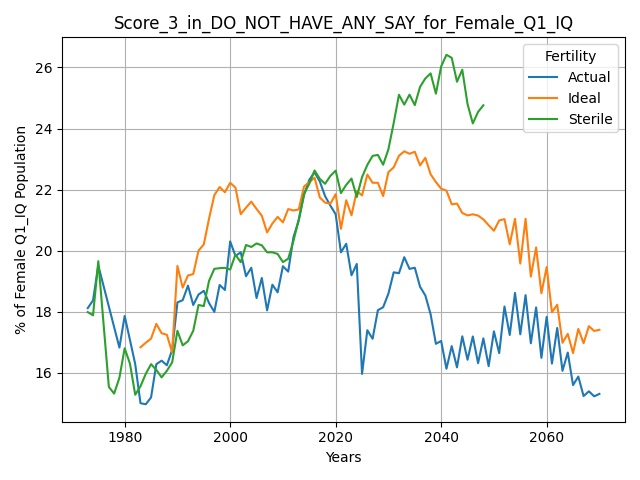 Score_3_in_DO_NOT_HAVE_ANY_SAY_for_Female_Q1_IQ
% of Female Q1_IQ Population
26
24
22
20
18
16
Fertility
Actual
Ideal
Sterile
1980
2000
2020
2040
2060
Years